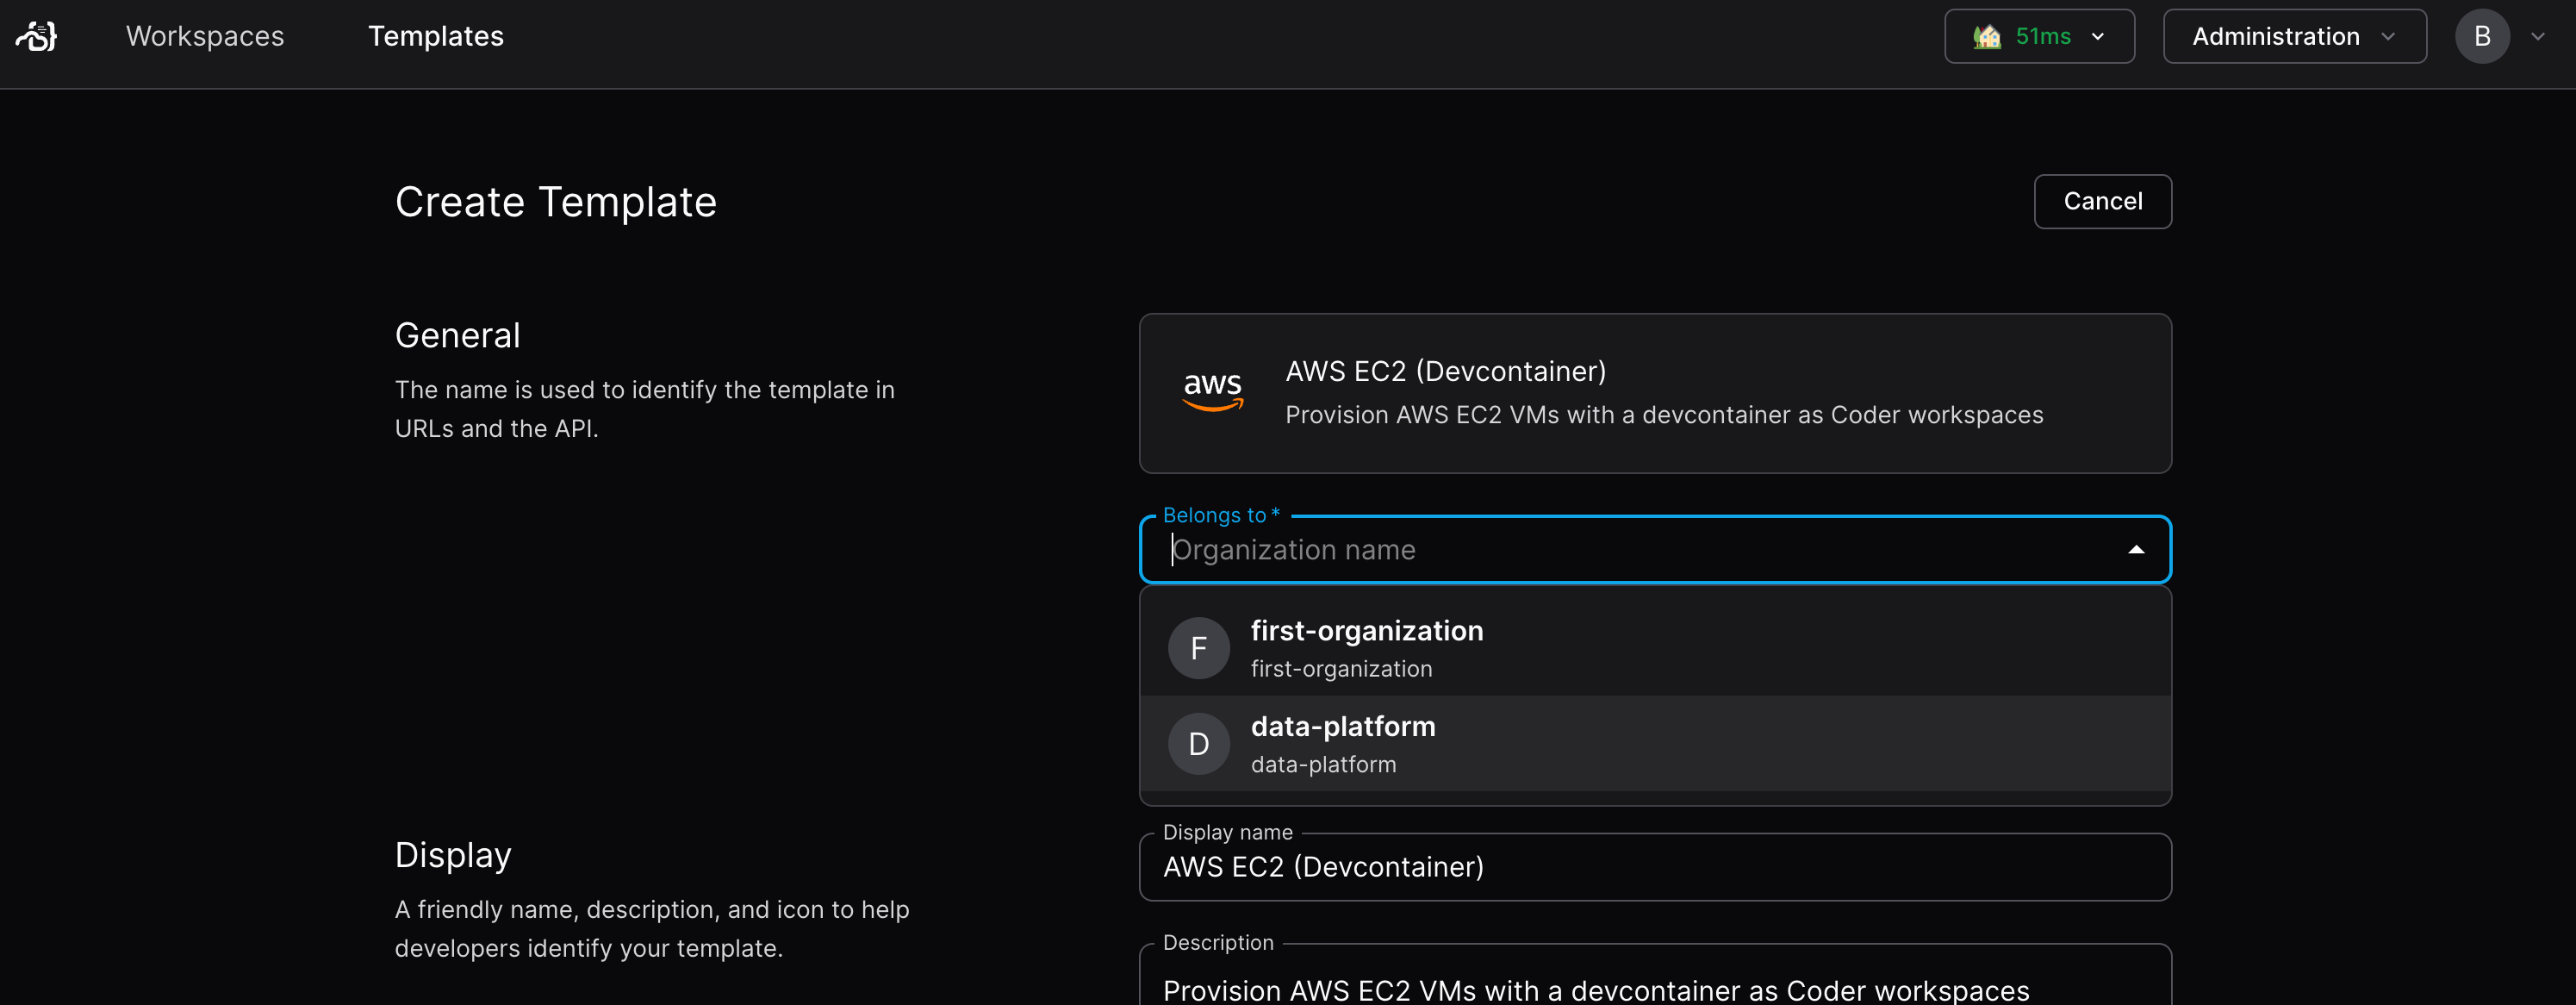 Workspaces
Templates
51ms
Administration
B
Create Template
Cancel
General
The name is used to identify the template in
URLs and the API.
aws
AWS EC2 (Devcontainer)
Provision AWS EC2 VMs with a devcontainer as Coder workspaces
Belongs to *
Organization name
F
first-organization
first-organization
D
data-platform
data-platform
Display
A friendly name, description, and icon to help
developers identify your template.
Display name
AWS EC2 (Devcontainer)
Description
Provision AWS EC2 VMs with a devcontainer as Coder workspaces